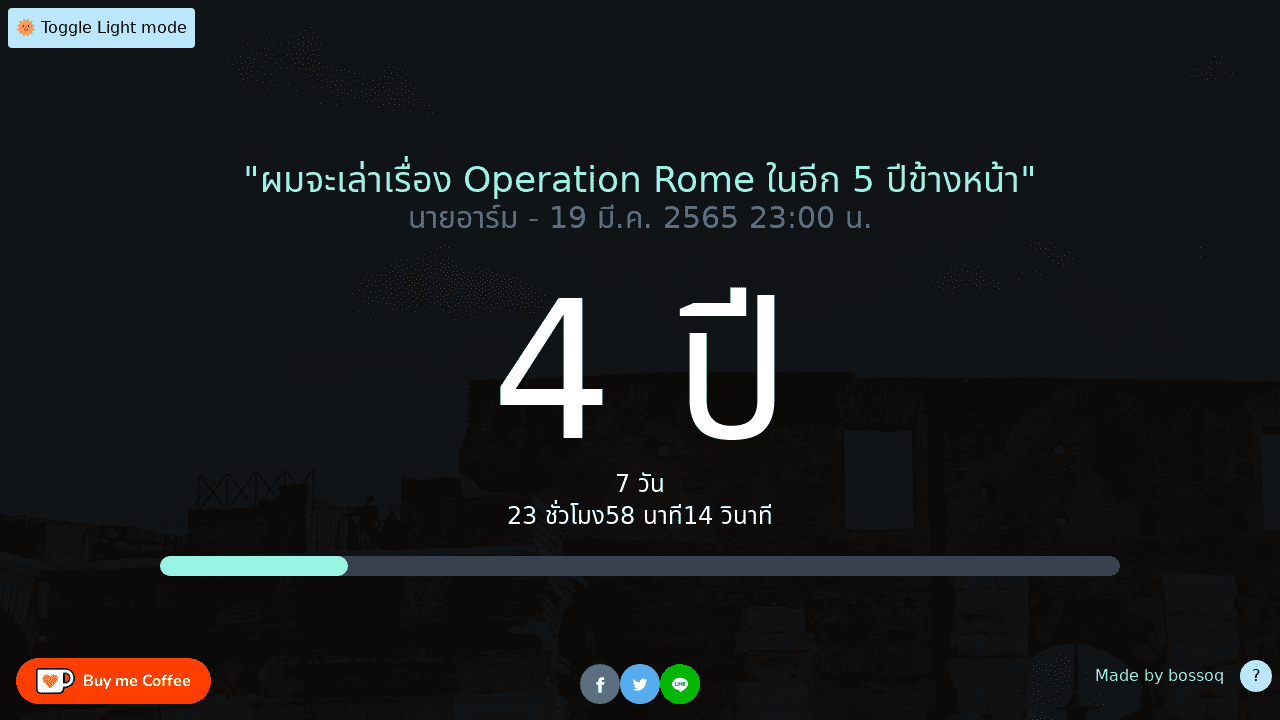 🌞 Toggle Light mode
"ผมจะเล่าเรื่อง Operation Rome ในอีก 5 ปีข้างหน้า"
นายอาร์ม - 19 มี.ค. 2565 23:00 น.
4 ปี
7 วัน
23 ชั่วโมง58 นาที14 วินาที
Buy me Coffee
LINE
Made by bossoq
?